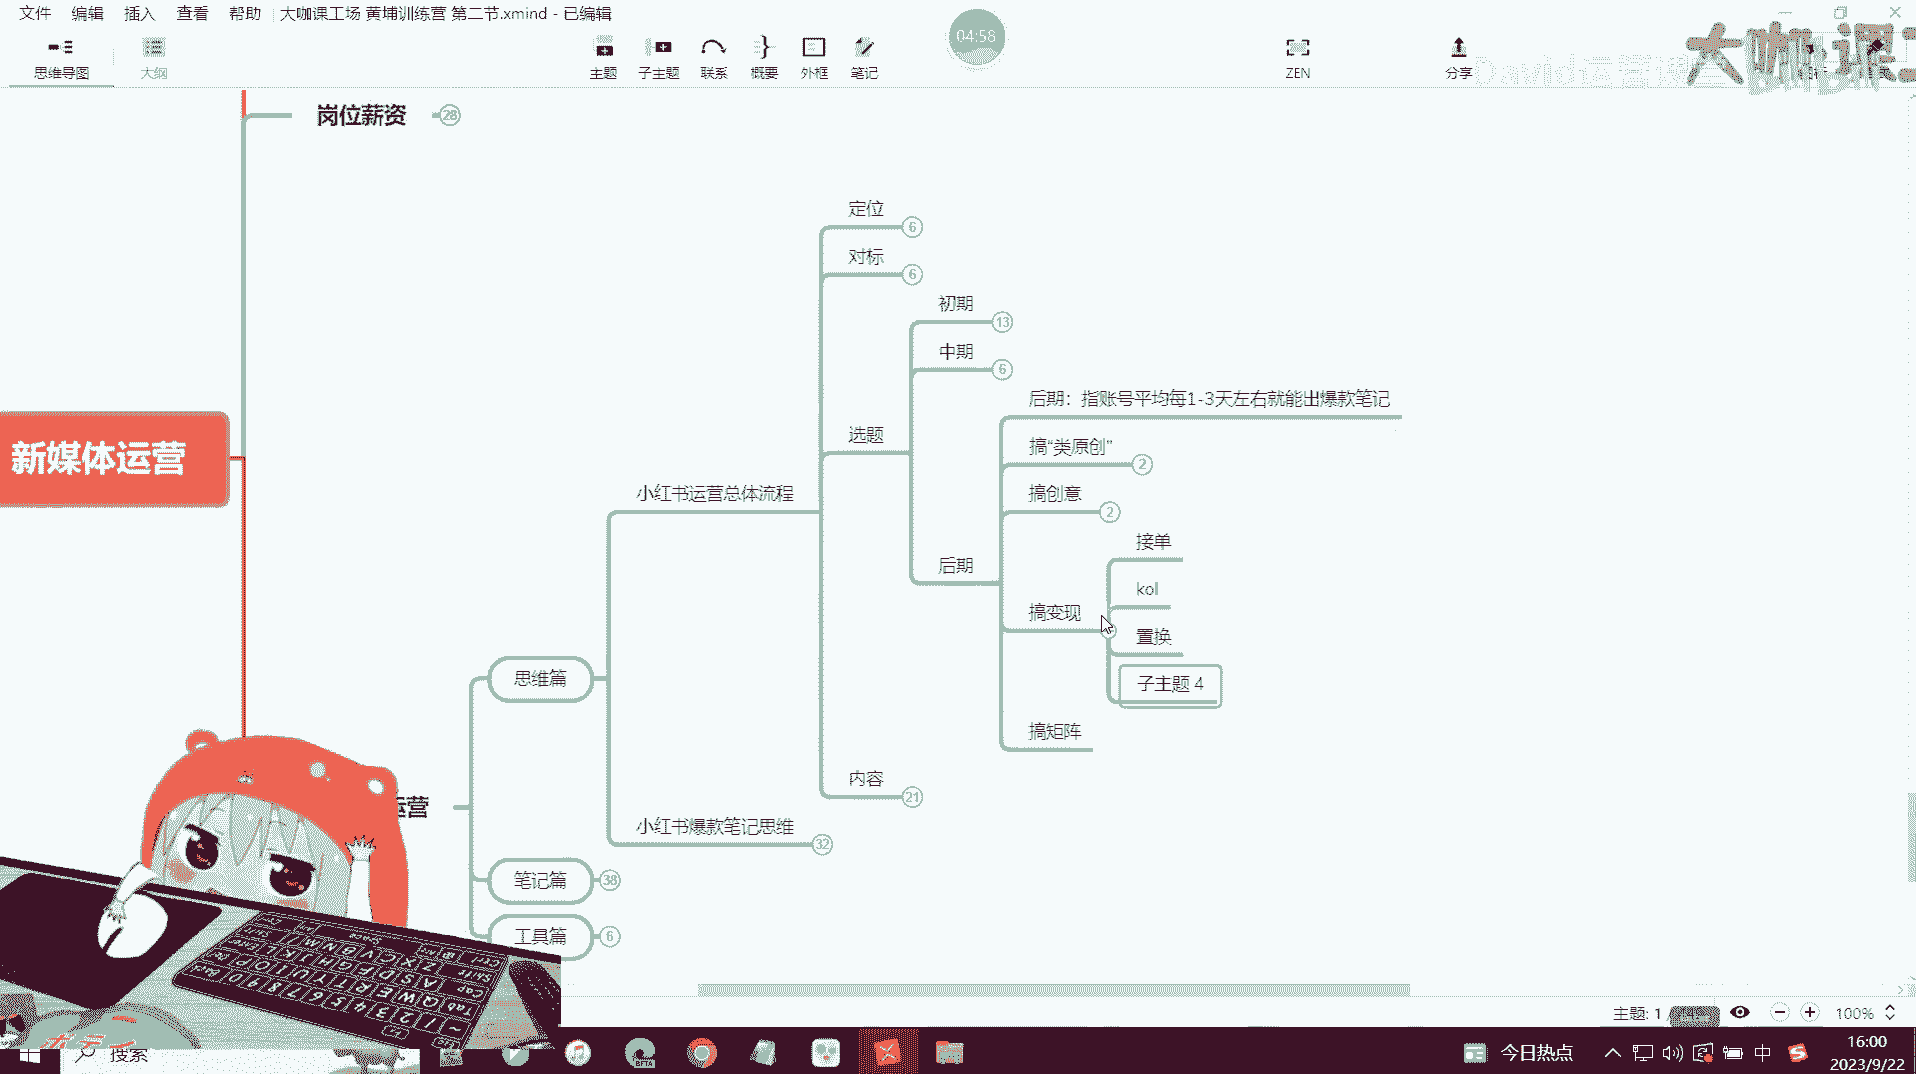 文件 编辑 插入 查看 帮助 大咖课工场 黄埔训练营 第二节.xmind - 已编辑
思维导图
大纲
主题
子主题
联系
概要
外框
笔记
04:58
ZEN
分享
大咖课
岗位薪资 28
定位 6
对标 6
初期 13
中期 6
后期：指账号平均每1-3天左右就能出爆款笔记
选题
搞“类原创” 2
新媒体运营
小红书运营总体流程
搞创意 2
接单
后期
kol
搞变现
置换
思维篇
子主题 4
搞矩阵
内容 21
运营
小红书爆款笔记思维 32
笔记篇 38
工具篇 6
主题: 1
100%
搜索
今日热点
中
16:00
2023/9/22